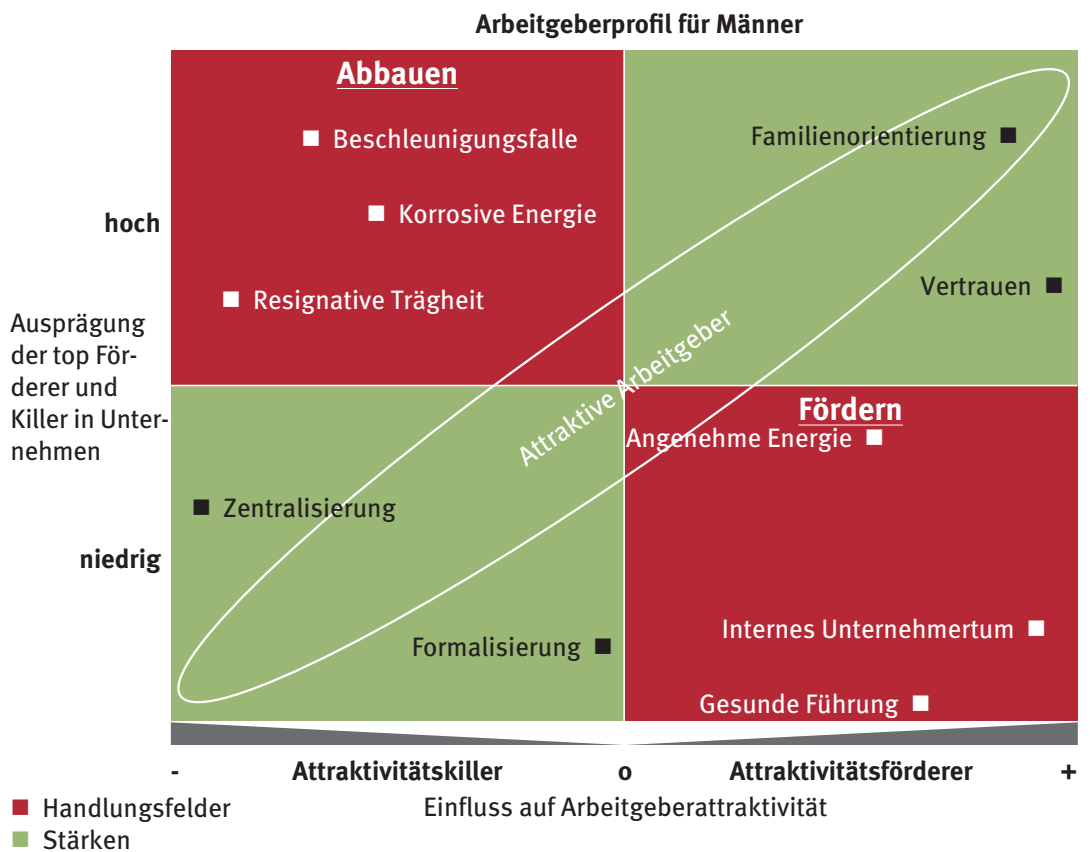 Arbeitgeberprofil für Männer
Abbauen
Beschleunigungsfalle
Familienorientierung
hoch
Korrosive Energie
Resignative Trägheit
Vertrauen
Ausprägung
der top För-
derer und
Killer in Unter-
nehmen
Attraktive Arbeitgeber
Fördern
Angenehme Energie
Zentralisierung
niedrig
Formalisierung
Internes Unternehmertum
Gesunde Führung
- Attraktivitätskiller o Attraktivitätsförderer +
Handlungsfelder
Einfluss auf Arbeitgeberattraktivität
Stärken